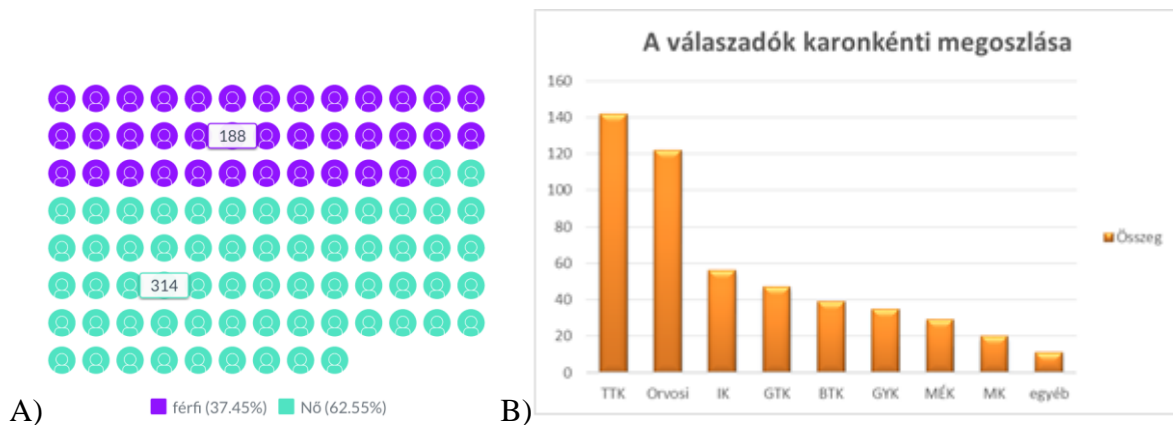 188
314
férfi (37.45%) Nő (62.55%)
A)
A válaszadók karonkénti megoszlása
160
140
120
100
80
60
40
20
0
TTK Orvosi IK GTK BTK GYK MÉK MK egyéb
Összeg
B)